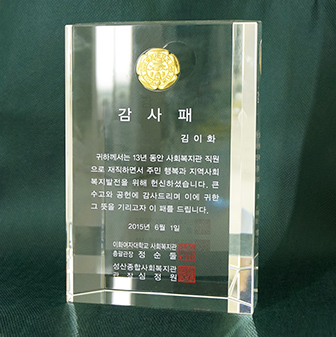 감 사 패
김 이 화
귀하께서는 13년 동안 사회복지관 직원
으로 재직하면서 주민 행복과 지역사회
복지발전을 위해 헌신하셨습니다. 큰
수고와 공헌에 감사드리며 이에 귀한
그 뜻을 기리고자 이 패를 드립니다.
2015년 6월 1일
이화여자대학교 사회복지관
총괄관장 정 순 둘
성산종합사회복지관
관 장 심 정 원